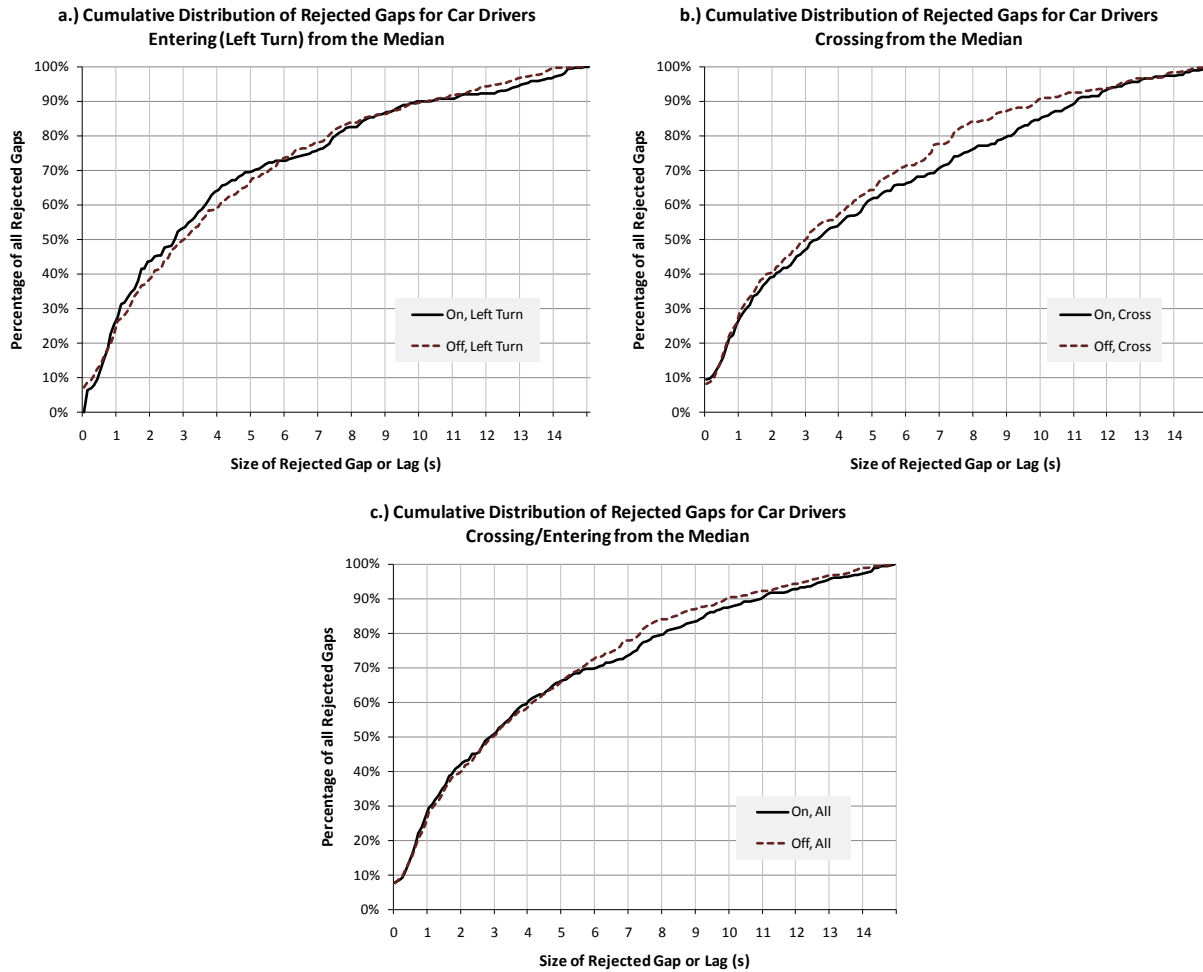 a.) Cumulative Distribution of Rejected Gaps for Car Drivers
Entering (Left Turn) from the Median
100%
90%
80%
70%
60%
50%
40%
30%
20%
10%
0%
Percentage of all Rejected Gaps
On, Left Turn
Off, Left Turn
0 1 2 3 4 5 6 7 8 9 10 11 12 13 14
Size of Rejected Gap or Lag (s)
b.) Cumulative Distribution of Rejected Gaps for Car Drivers
Crossing from the Median
100%
90%
80%
70%
60%
50%
40%
30%
20%
10%
0%
Percentage of all Rejected Gaps
On, Cross
Off, Cross
0 1 2 3 4 5 6 7 8 9 10 11 12 13 14
Size of Rejected Gap or Lag (s)
c.) Cumulative Distribution of Rejected Gaps for Car Drivers
Crossing/Entering from the Median
100%
90%
80%
70%
60%
50%
40%
30%
20%
10%
0%
Percentage of all Rejected Gaps
On, All
Off, All
0 1 2 3 4 5 6 7 8 9 10 11 12 13 14
Size of Rejected Gap or Lag (s)